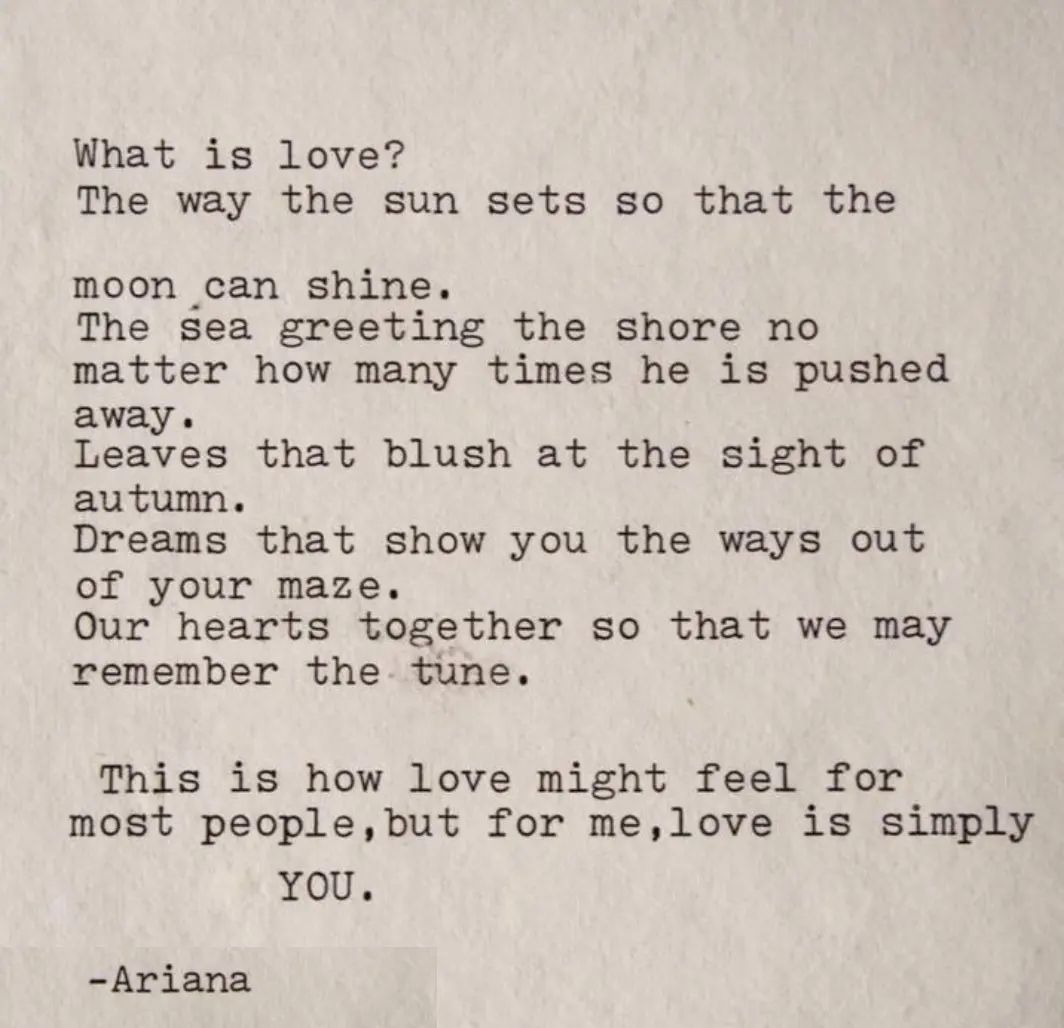 What is love?
The way the sun sets so that the
moon can shine.
The sea greeting the shore no
matter how many times he is pushed
away.
Leaves that blush at the sight of
autumn.
Dreams that show you the ways out
of your maze.
Our hearts together so that we may
remember the tune.
This is how love might feel for
most people,but for me,love is simply
YOU.
-Ariana